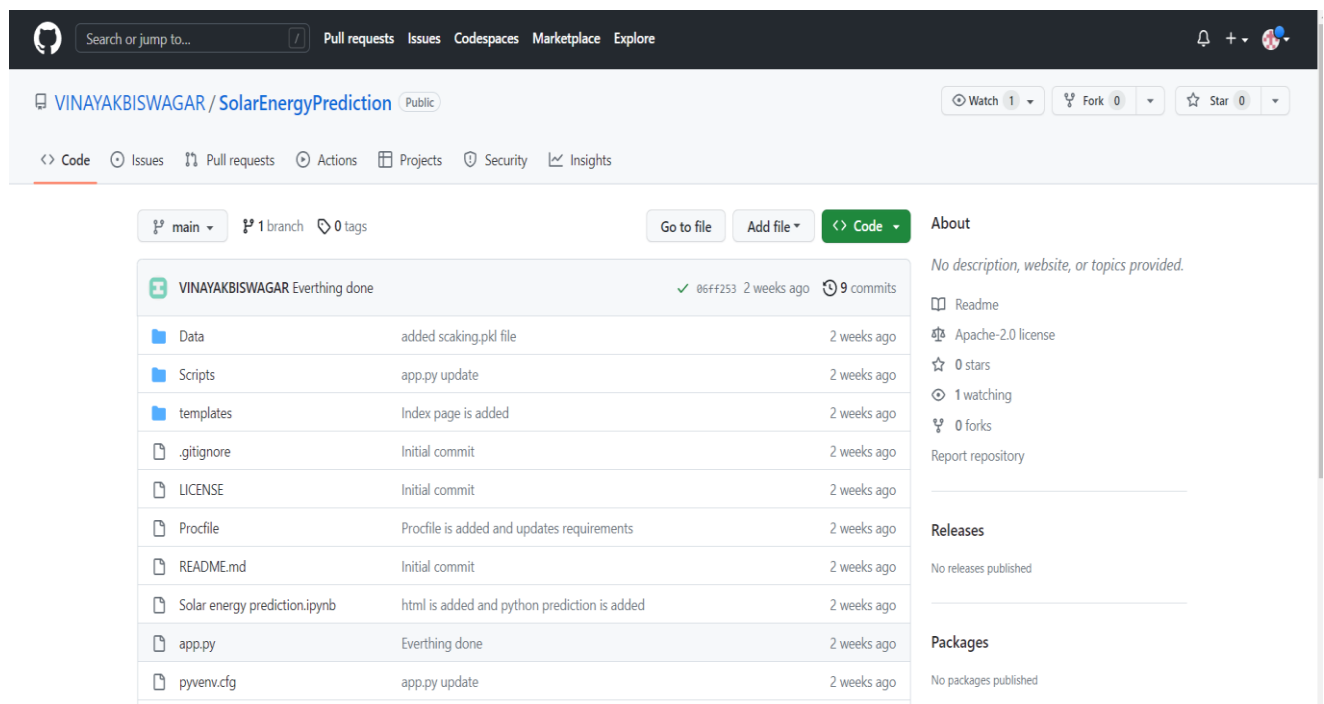 Search or jump to... / Pull requests Issues Codespaces Marketplace Explore
VINAYAKBISWAGAR / SolarEnergyPrediction Public
Watch 1 Fork 0 Star 0
Code Issues Pull requests Actions Projects Security Insights
main 1 branch 0 tags Go to file Add file Code
VINAYAKBISWAGAR Everthing done 06ff253 2 weeks ago 9 commits
Data added scaking.pkl file 2 weeks ago
Scripts app.py update 2 weeks ago
templates Index page is added 2 weeks ago
.gitignore Initial commit 2 weeks ago
LICENSE Initial commit 2 weeks ago
Procfile Procfile is added and updates requirements 2 weeks ago
README.md Initial commit 2 weeks ago
Solar energy prediction.ipynb html is added and python prediction is added 2 weeks ago
app.py Everthing done 2 weeks ago
pyvenv.cfg app.py update 2 weeks ago
About
No description, website, or topics provided.
Readme
Apache-2.0 license
0 stars
1 watching
0 forks
Report repository
Releases
No releases published
Packages
No packages published